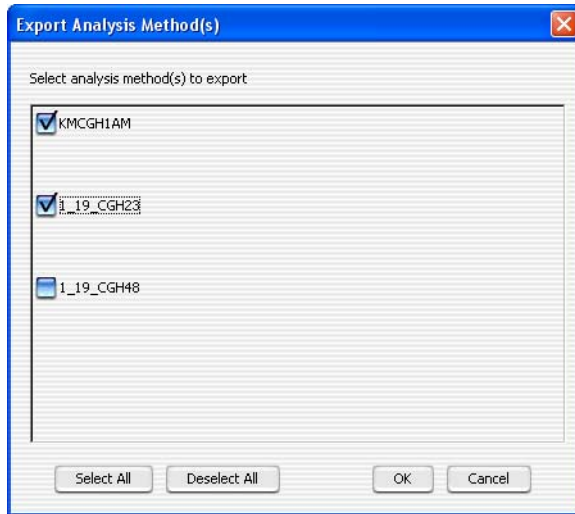 Export Analysis Method(s)
Select analysis method(s) to export
KMCGH1AM
1_19_CGH23
1_19_CGH48
Select All Deselect All OK Cancel